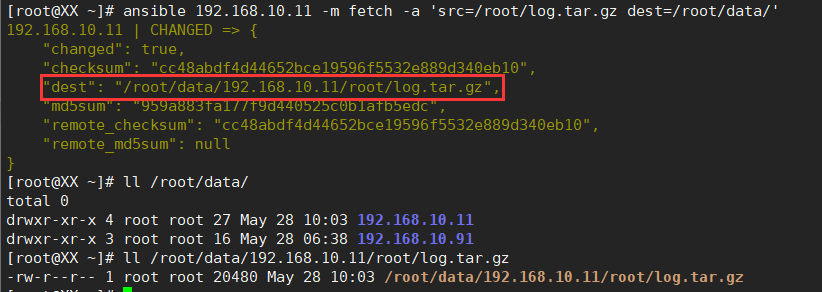 [root@XX ~]# ansible 192.168.10.11 -m fetch -a 'src=/root/log.tar.gz dest=/root/data/'
192.168.10.11 | CHANGED => {
    "changed": true,
    "checksum": "cc48abdf4d44652bce19596f5532e889d340eb10",
    "dest": "/root/data/192.168.10.11/root/log.tar.gz",
    "md5sum": "959a883fa177f9d440525c0b1afb5edc",
    "remote_checksum": "cc48abdf4d44652bce19596f5532e889d340eb10",
    "remote_md5sum": null
}
[root@XX ~]# ll /root/data/
total 0
drwxr-xr-x 4 root root 27 May 28 10:03 192.168.10.11
drwxr-xr-x 3 root root 16 May 28 06:38 192.168.10.91
[root@XX ~]# ll /root/data/192.168.10.11/root/log.tar.gz
-rw-r--r-- 1 root root 20480 May 28 10:03 /root/data/192.168.10.11/root/log.tar.gz